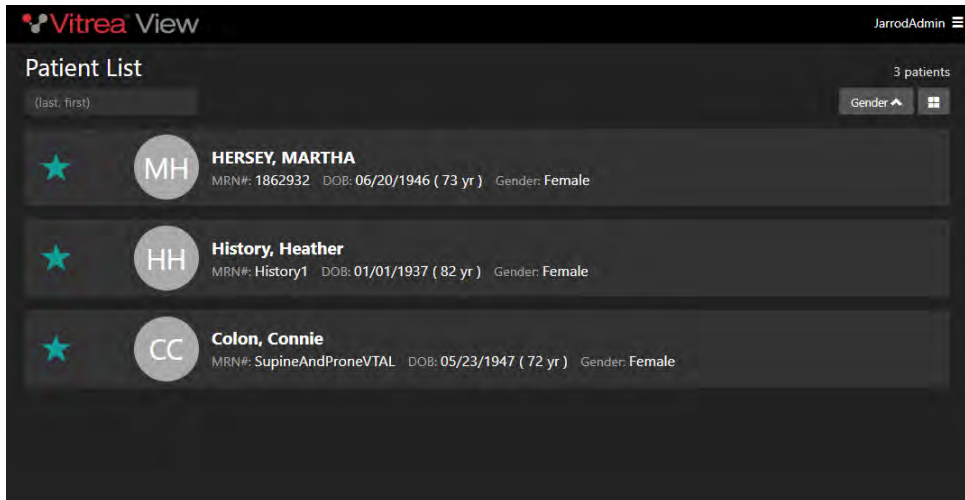 Vitrea View
JarrodAdmin
Patient List
3 patients
(last, first)
Gender
MH
HERSEY, MARTHA
MRN#: 1862932 DOB: 06/20/1946 ( 73 yr ) Gender: Female
HH
History, Heather
MRN#: History1 DOB: 01/01/1937 ( 82 yr ) Gender: Female
CC
Colon, Connie
MRN#: SupineAndProneVTAL DOB: 05/23/1947 ( 72 yr ) Gender: Female